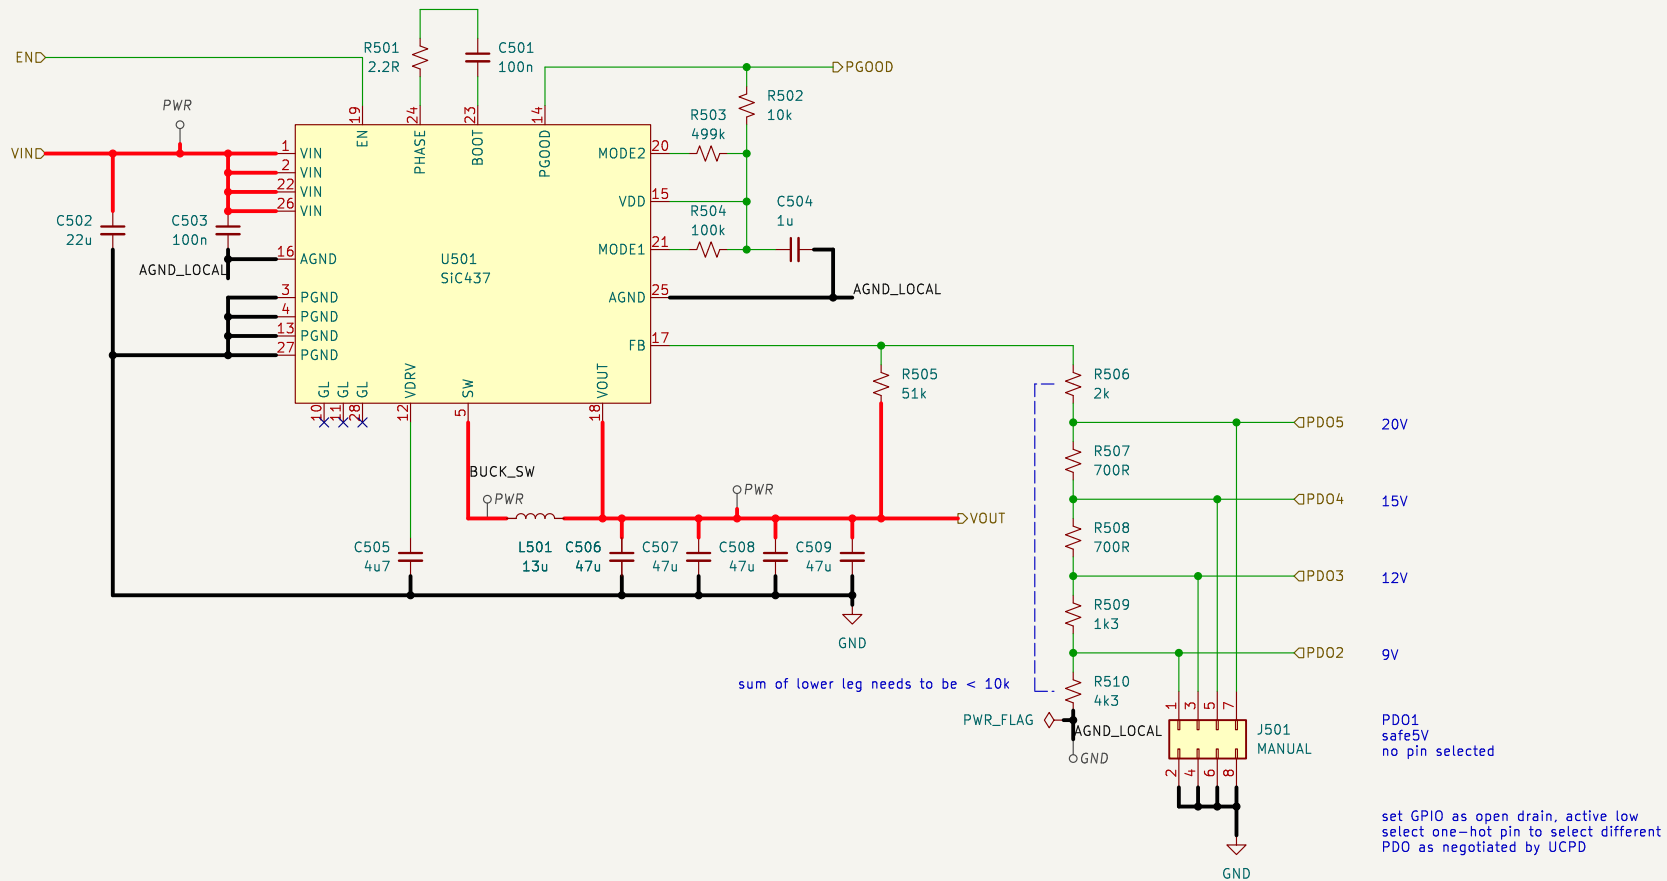 EN
VIN
PWR
R501
2.2R
C501
100n
PGOOD
R502
10k
R503
499k
19
24
23
14
EN
PHASE
BOOT
PGOOD
1
VIN
2
VIN
22
VIN
26
VIN
16
AGND
3
PGND
4
PGND
13
PGND
27
PGND
MODE2
20
VDD
15
MODE1
21
AGND
25
FB
17
U501
SiC437
C502
22u
C503
100n
AGND_LOCAL
R504
100k
C504
1u
AGND_LOCAL
GL
GL
GL
VDRV
SW
VOUT
10
11
28
12
5
18
R505
51k
R506
2k
R507
700R
R508
700R
R509
1k3
R510
4k3
PDO5
20V
PDO4
15V
PDO3
12V
PDO2
9V
BUCK_SW
PWR
PWR
VOUT
C505
4u7
L501
13u
C506
47u
C507
47u
C508
47u
C509
47u
GND
sum of lower leg needs to be < 10k
PWR_FLAG
AGND_LOCAL
GND
1
3
5
7
J501
MANUAL
2
4
6
8
GND
PDO1
safe5V
no pin selected
set GPIO as open drain, active low
select one-hot pin to select different
PDO as negotiated by UCPD